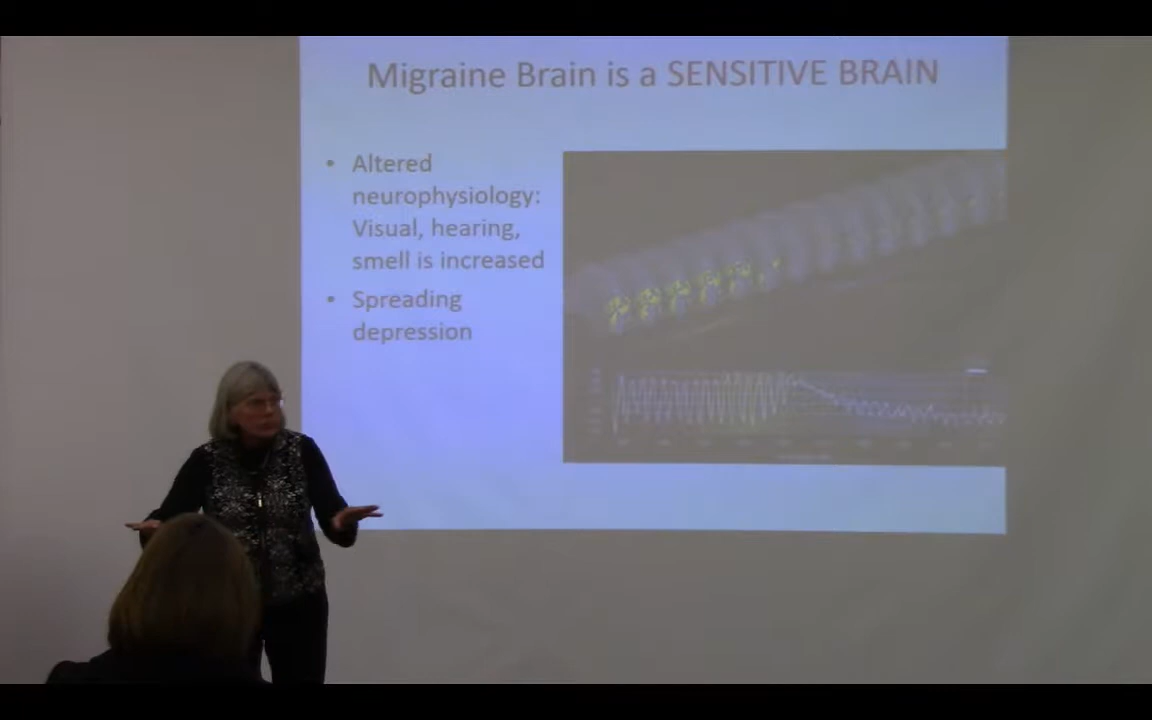 Migraine Brain is a SENSITIVE BRAIN
• Altered
neurophysiology:
Visual, hearing,
smell is increased
• Spreading
depression